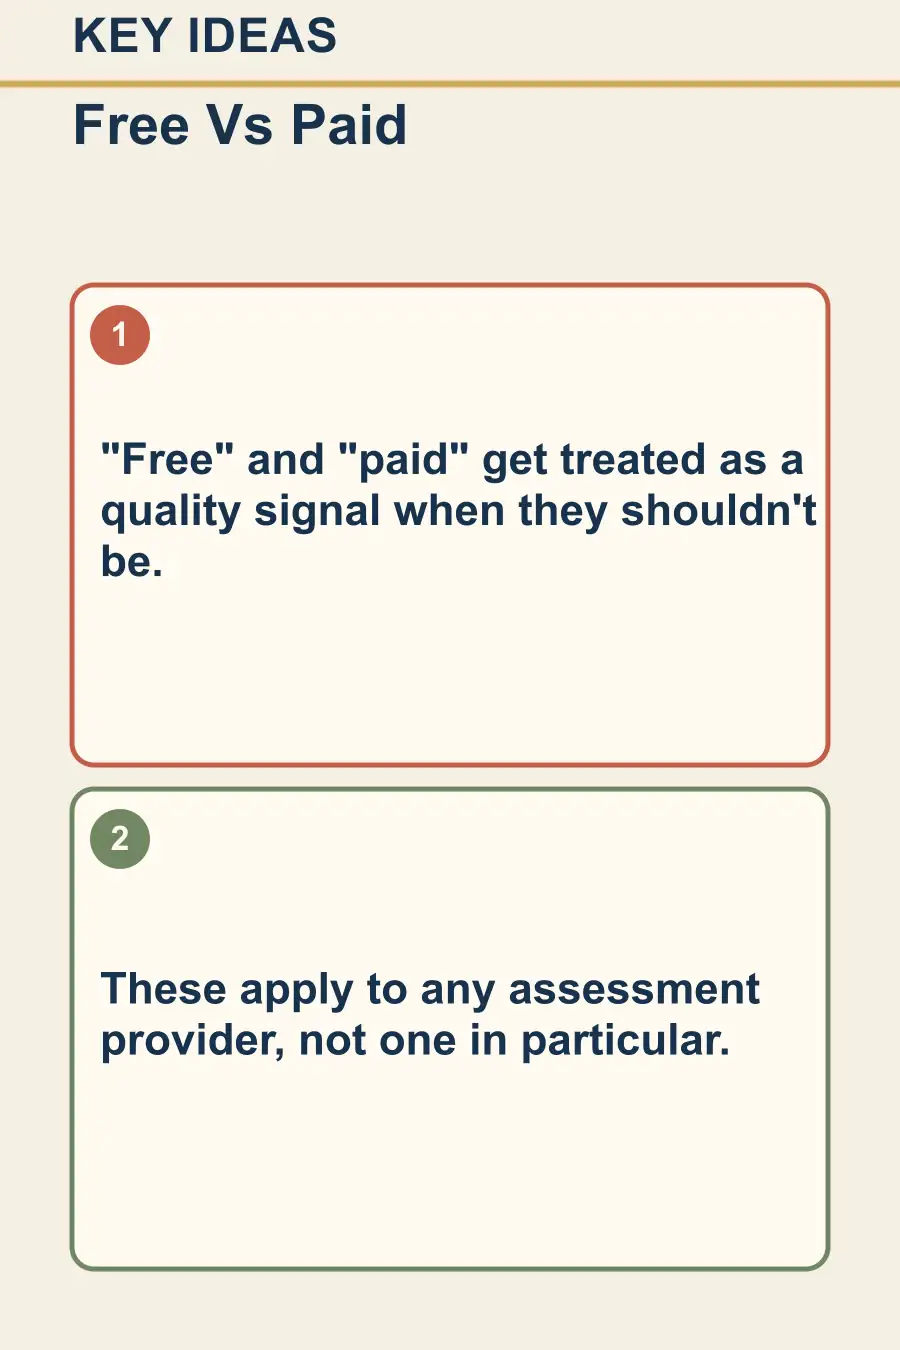 KEY IDEAS
Free Vs Paid
1
"Free" and "paid" get treated as a
quality signal when they shouldn't
be.
2
These apply to any assessment
provider, not one in particular.